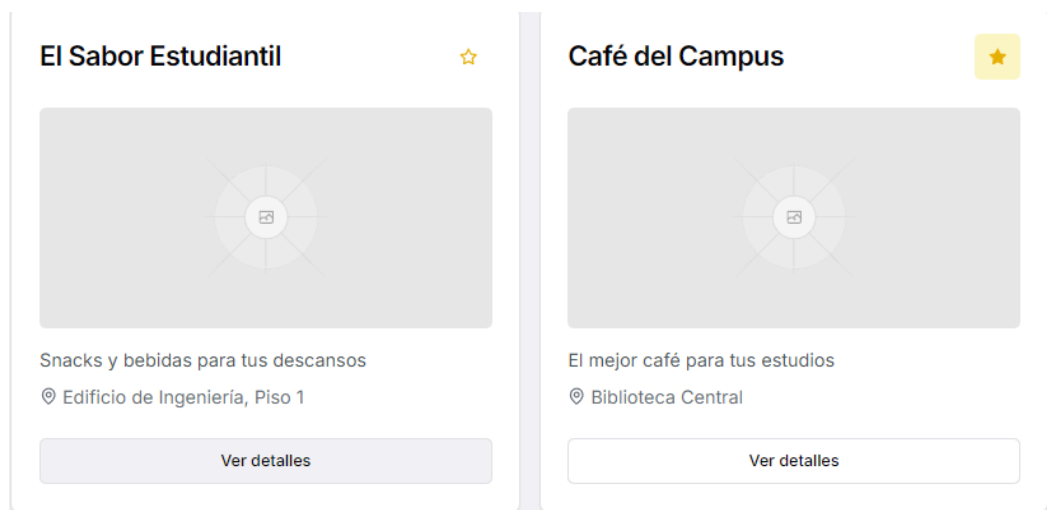 El Sabor Estudiantil
Snacks y bebidas para tus descansos
Edificio de Ingeniería, Piso 1
Ver detalles
Café del Campus
El mejor café para tus estudios
Biblioteca Central
Ver detalles